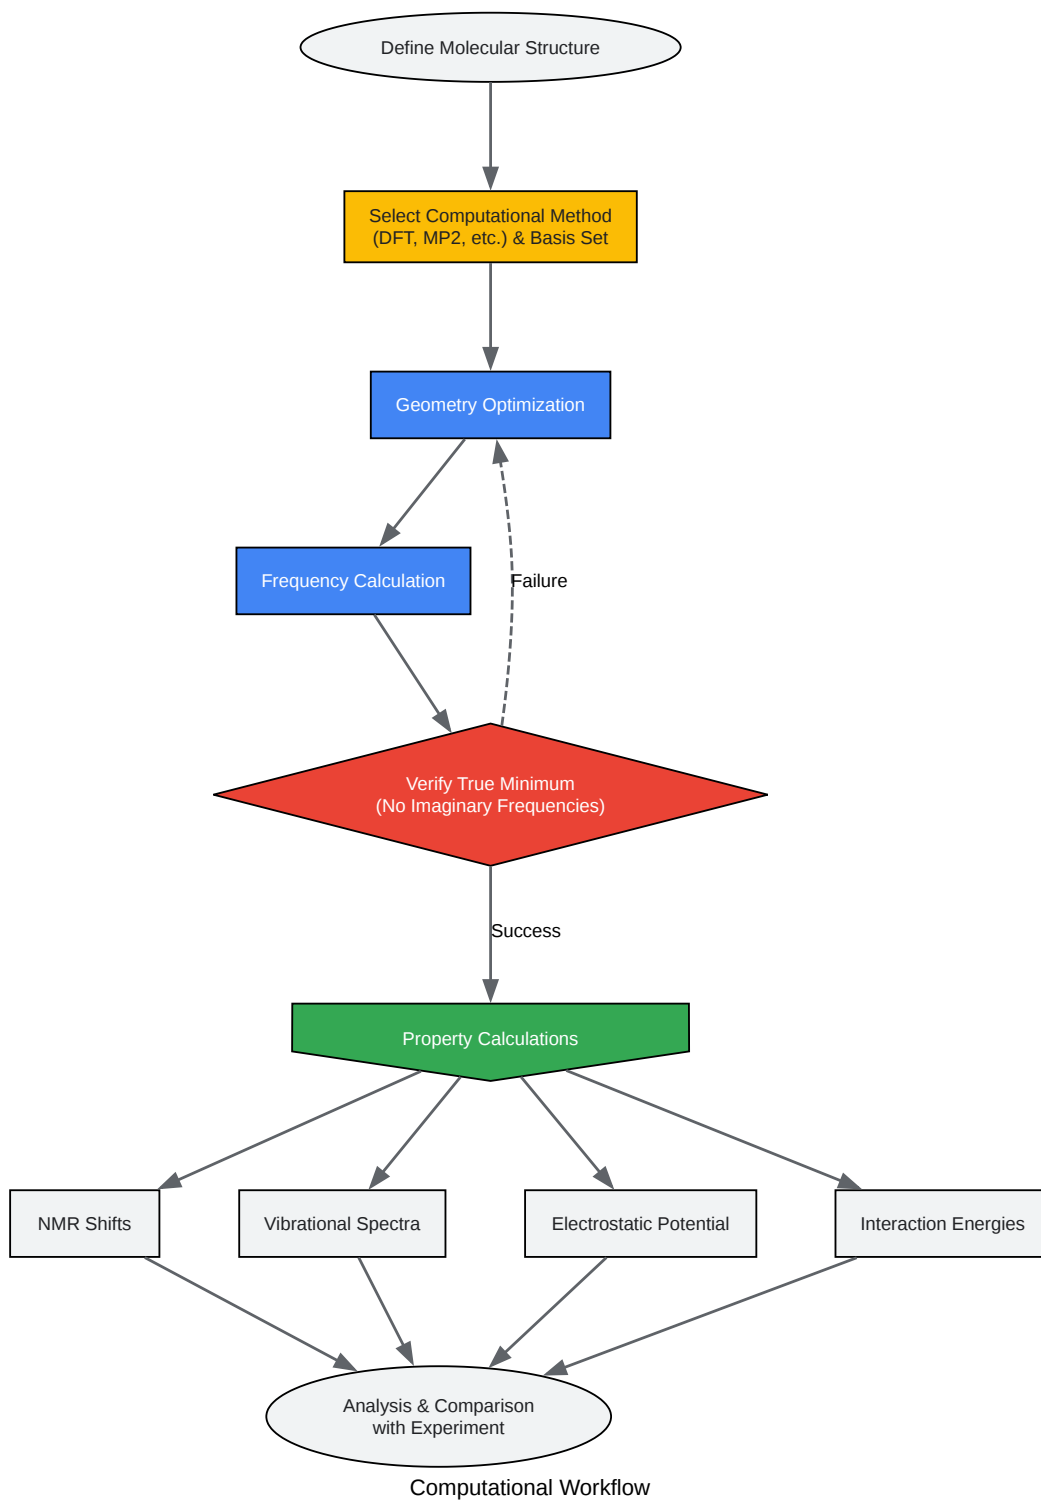 Define Molecular Structure
Select Computational Method
(DFT, MP2, etc.) & Basis Set
Geometry Optimization
Frequency Calculation
Failure
Verify True Minimum
(No Imaginary Frequencies)
Success
Property Calculations
NMR Shifts
Vibrational Spectra
Electrostatic Potential
Interaction Energies
Analysis & Comparison
with Experiment
Computational Workflow